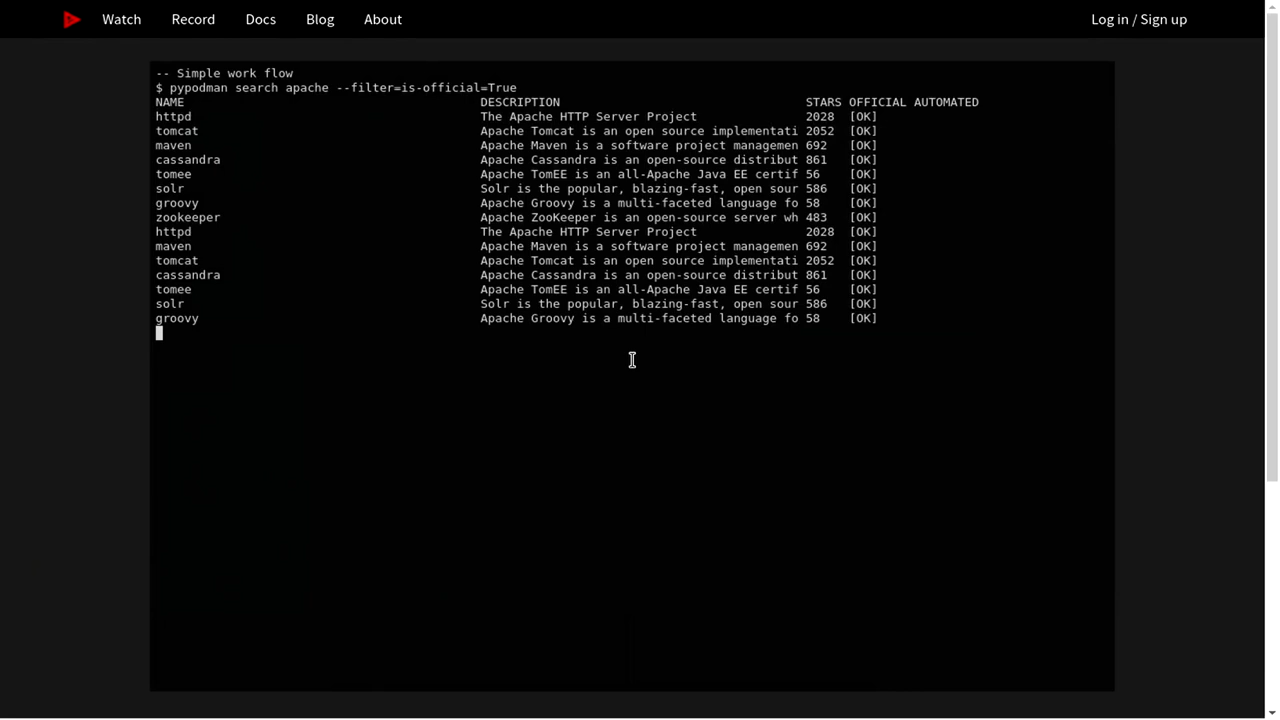 Watch Record Docs Blog About Log in / Sign up
-- Simple work flow
$ pypodman search apache --filter=is-official=True
NAME DESCRIPTION STARS OFFICIAL AUTOMATED
httpd The Apache HTTP Server Project 2028 [OK]
tomcat Apache Tomcat is an open source implementati 2052 [OK]
maven Apache Maven is a software project managemen 692 [OK]
cassandra Apache Cassandra is an open-source distribut 861 [OK]
tomee Apache TomEE is an all-Apache Java EE certif 56 [OK]
solr Solr is the popular, blazing-fast, open sour 586 [OK]
groovy Apache Groovy is a multi-faceted language fo 58 [OK]
zookeeper Apache ZooKeeper is an open-source server wh 483 [OK]
httpd The Apache HTTP Server Project 2028 [OK]
maven Apache Maven is a software project managemen 692 [OK]
tomcat Apache Tomcat is an open source implementati 2052 [OK]
cassandra Apache Cassandra is an open-source distribut 861 [OK]
tomee Apache TomEE is an all-Apache Java EE certif 56 [OK]
solr Solr is the popular, blazing-fast, open sour 586 [OK]
groovy Apache Groovy is a multi-faceted language fo 58 [OK]